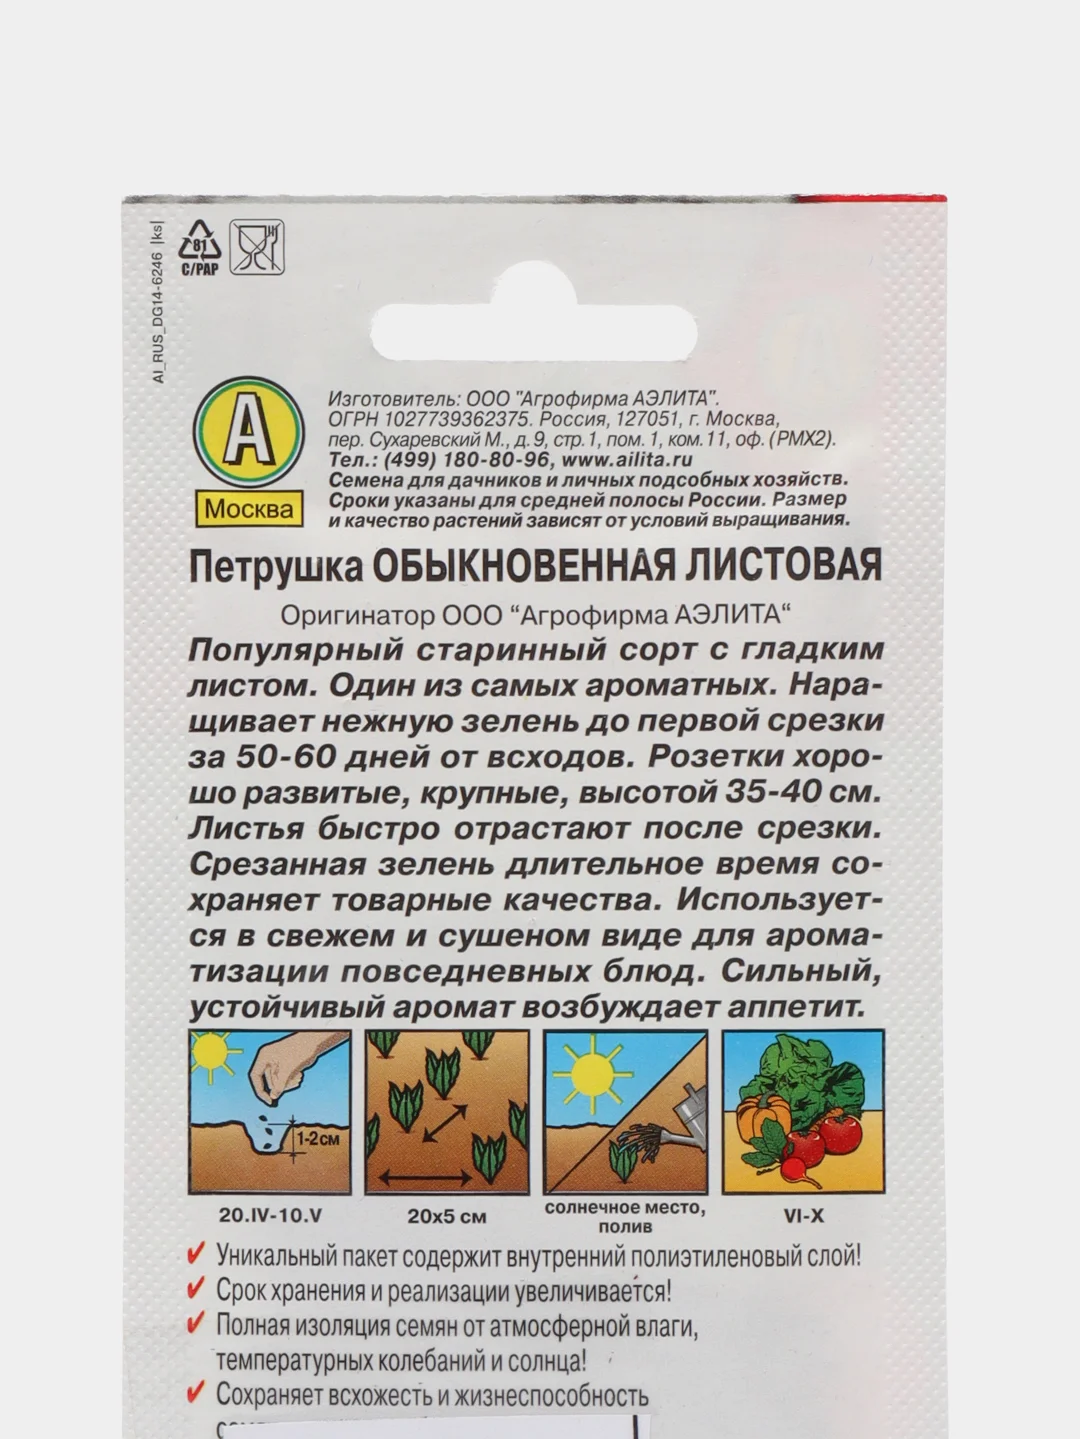 AI_RUS_DG14-6246 |ks|
81
C/PAP
А
Москва
Изготовитель: ООО "Агрофирма АЭЛИТА".
ОГРН 1027739362375. Россия, 127051, г. Москва,
пер. Сухаревский М., д. 9, стр. 1, пом. 1, ком. 11, оф. (РМХ2).
Тел.: (499) 180-80-96, www.ailita.ru
Семена для дачников и личных подсобных хозяйств.
Сроки указаны для средней полосы России. Размер
и качество растений зависят от условий выращивания.
Петрушка ОБЫКНОВЕННАЯ ЛИСТОВАЯ
Оригинатор ООО “Агрофирма АЭЛИТА“
Популярный старинный сорт с гладким
листом. Один из самых ароматных. Нара-
щивает нежную зелень до первой срезки
за 50-60 дней от всходов. Розетки хоро-
шо развитые, крупные, высотой 35-40 см.
Листья быстро отрастают после срезки.
Срезанная зелень длительное время со-
храняет товарные качества. Использует-
ся в свежем и сушеном виде для арома-
тизации повседневных блюд. Сильный,
устойчивый аромат возбуждает аппетит.
1-2см
20.IV-10.V
20х5 см
солнечное место,
полив
VI-X
Уникальный пакет содержит внутренний полиэтиленовый слой!
Срок хранения и реализации увеличивается!
Полная изоляция семян от атмосферной влаги,
температурных колебаний и солнца!
Сохраняет всхожесть и жизнеспособность